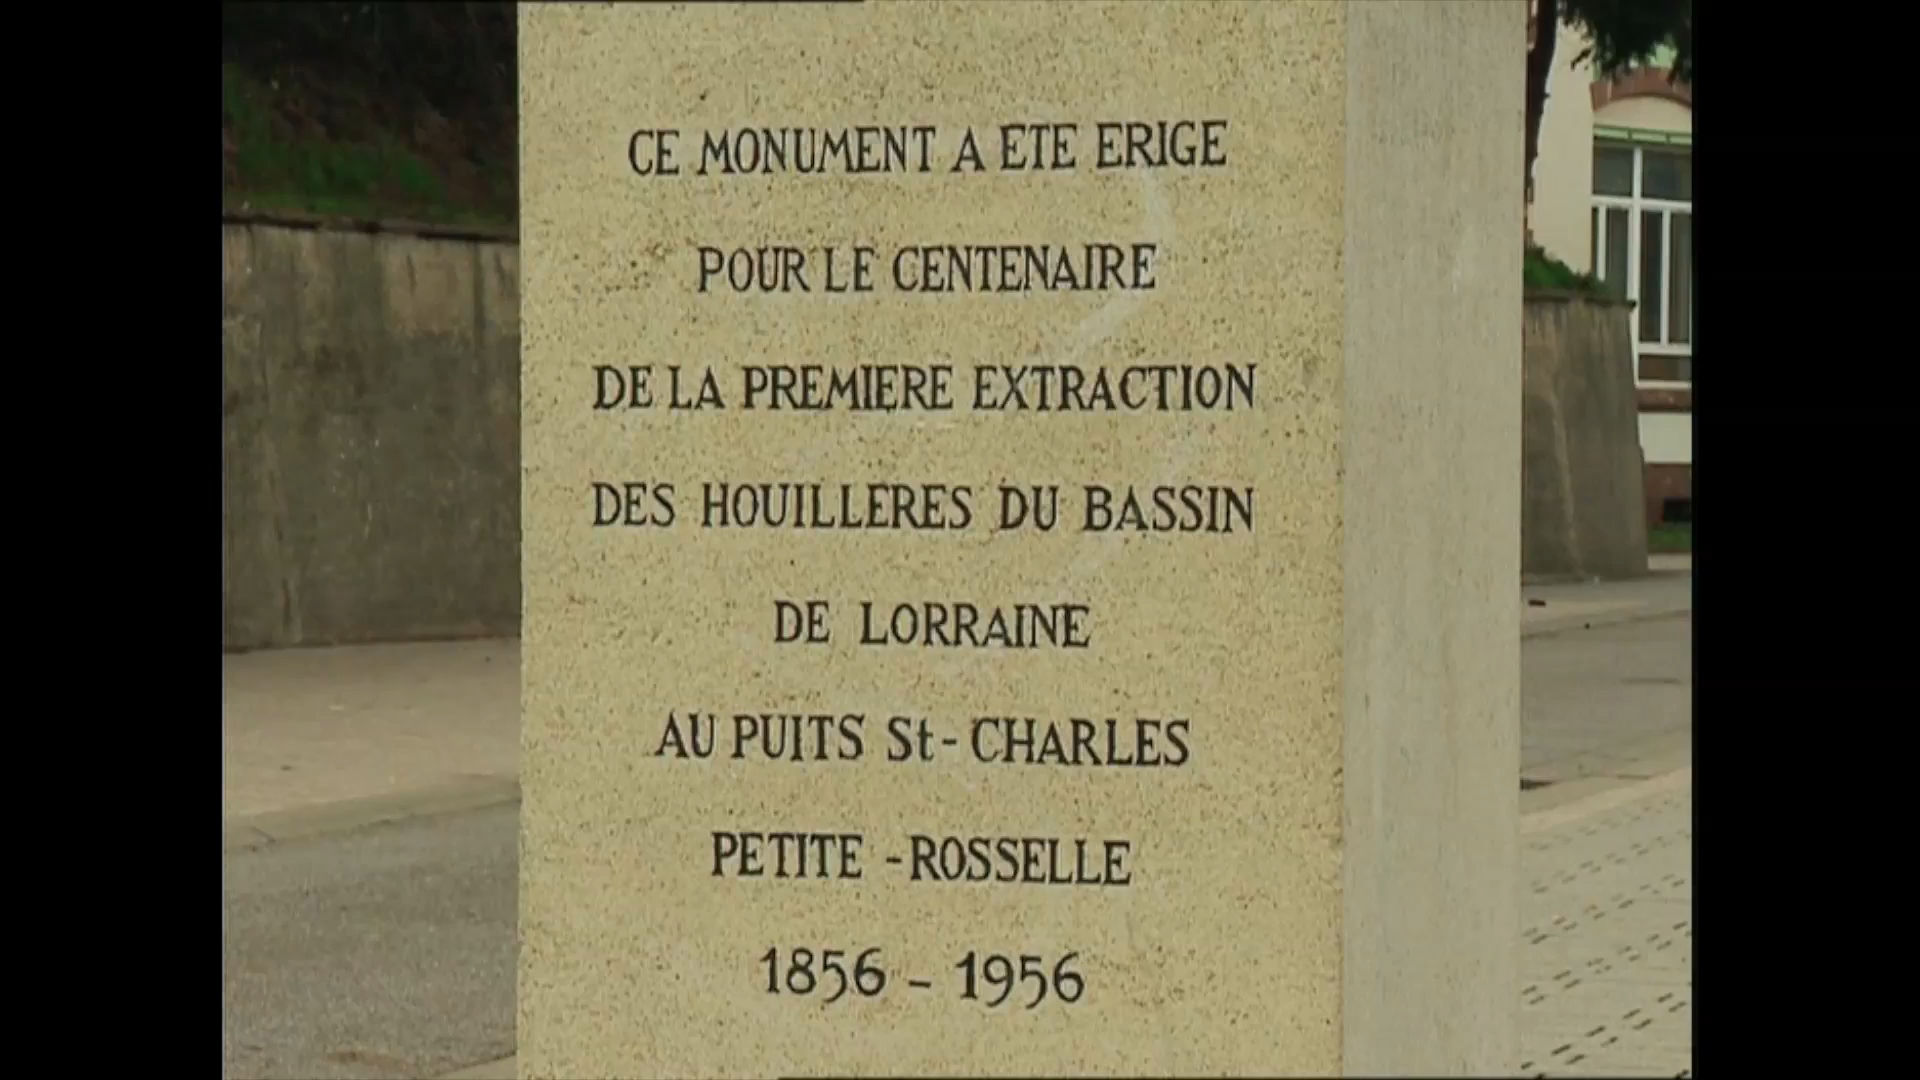 CE MONUMENT A ETE ERIGE
POUR LE CENTENAIRE
DE LA PREMIERE EXTRACTION
DES HOUILLERES DU BASSIN
DE LORRAINE
AU PUITS St-CHARLES
PETITE-ROSSELLE
1856-1956